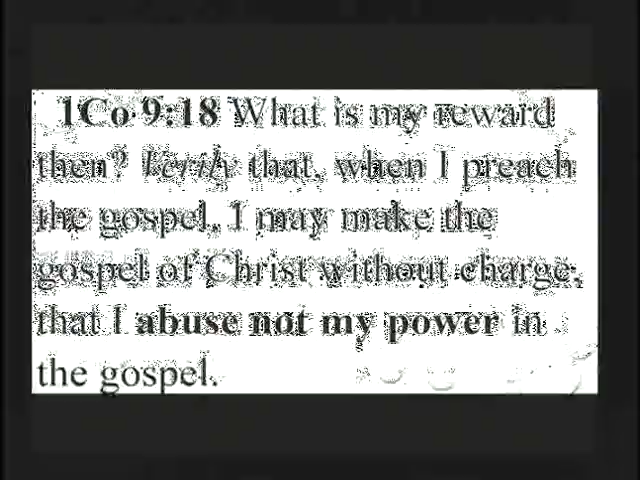 1Co 9:18 What is my reward
then? Verily that, when I preach
the gospel, I may make the
gospel of Christ without charge,
that I abuse not my power in
the gospel.